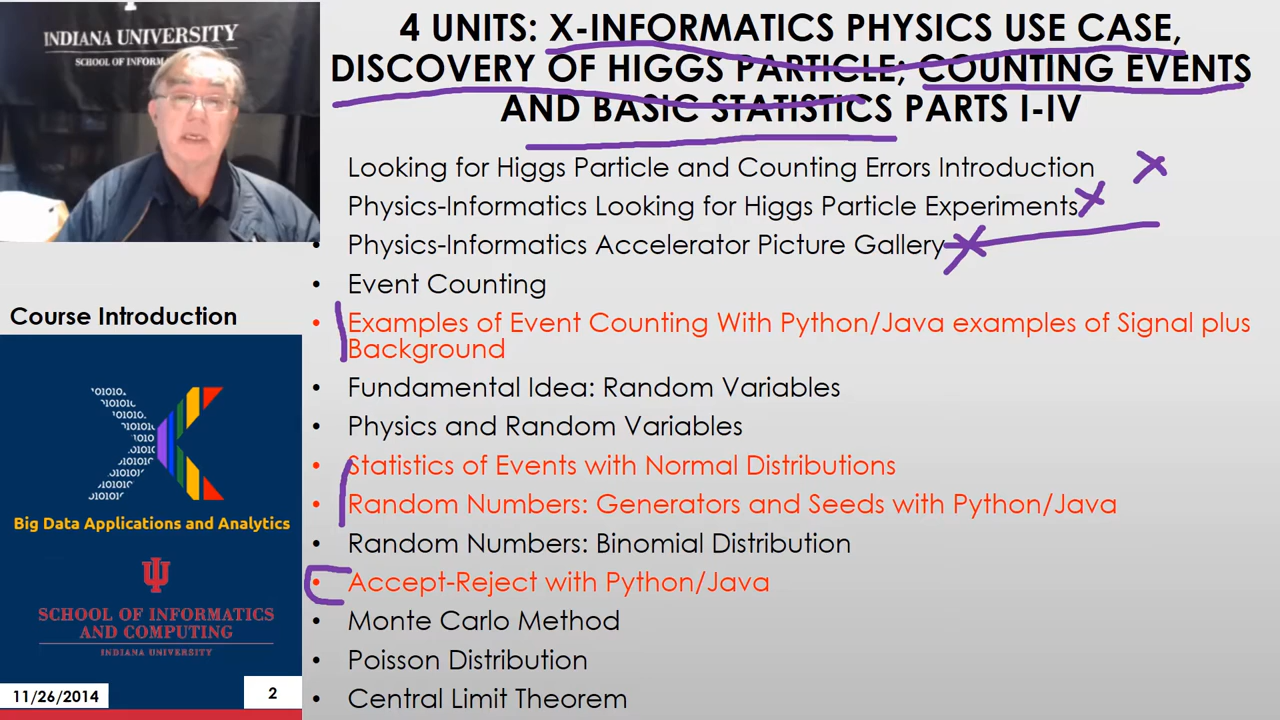 INDIANA UNIVERSITY
SCHOOL OF INFORM
4 UNITS: X-INFORMATICS PHYSICS USE CASE,
DISCOVERY OF HIGGS PARTICLE; COUNTING EVENTS
AND BASIC STATISTICS PARTS I-IV
Looking for Higgs Particle and Counting Errors Introduction
Physics-Informatics Looking for Higgs Particle Experiments
• Physics-Informatics Accelerator Picture Gallery
• Event Counting
• Examples of Event Counting With Python/Java examples of Signal plus
Background
• Fundamental Idea: Random Variables
• Physics and Random Variables
• Statistics of Events with Normal Distributions
• Random Numbers: Generators and Seeds with Python/Java
• Random Numbers: Binomial Distribution
• Accept-Reject with Python/Java
• Monte Carlo Method
• Poisson Distribution
• Central Limit Theorem
Course Introduction
Big Data Applications and Analytics
SCHOOL OF INFORMATICS
AND COMPUTING
INDIANA UNIVERSITY
11/26/2014
2